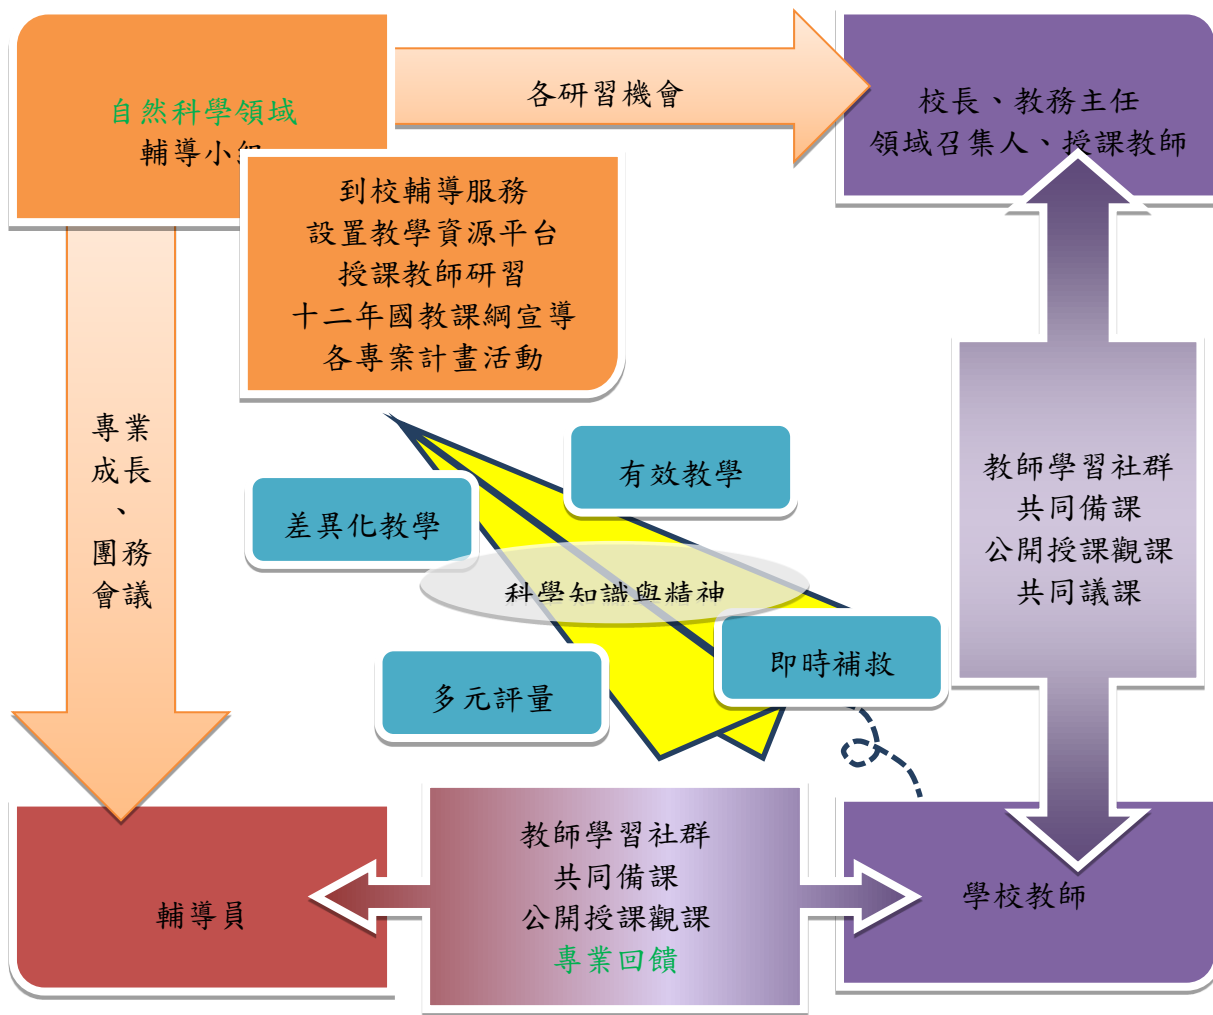 自然科學領域
輔導小組
各研習機會
校長、教務主任
領域召集人、授課教師
到校輔導服務
設置教學資源平台
授課教師研習
十二年國教課綱宣導
各專案計畫活動
專業
成長
、
團務
會議
有效教學
差異化教學
科學知識與精神
即時補救
多元評量
教師學習社群
共同備課
公開授課觀課
共同議課
輔導員
教師學習社群
共同備課
公開授課觀課
專業回饋
學校教師